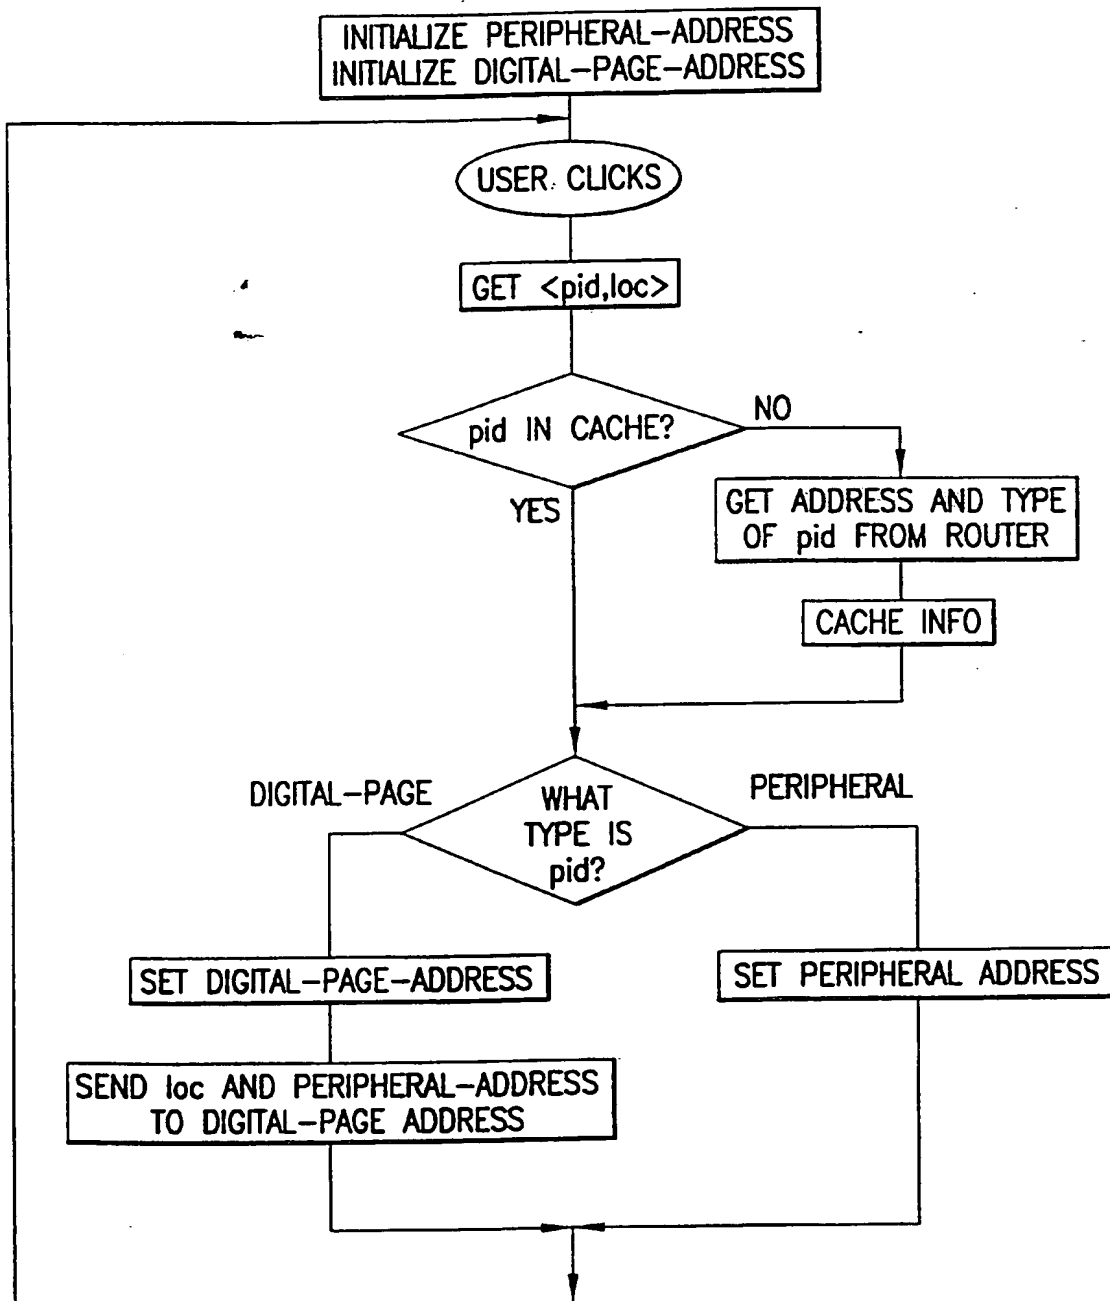 INITIALIZE PERIPHERAL-ADDRESS
INITIALIZE DIGITAL-PAGE-ADDRESS
USER CLICKS
GET <pid,loc>
pid IN CACHE?
NO
YES
GET ADDRESS AND TYPE
OF pid FROM ROUTER
CACHE INFO
DIGITAL-PAGE
WHAT
TYPE IS
pid?
PERIPHERAL
SET DIGITAL-PAGE-ADDRESS
SET PERIPHERAL ADDRESS
SEND loc AND PERIPHERAL-ADDRESS
TO DIGITAL-PAGE ADDRESS